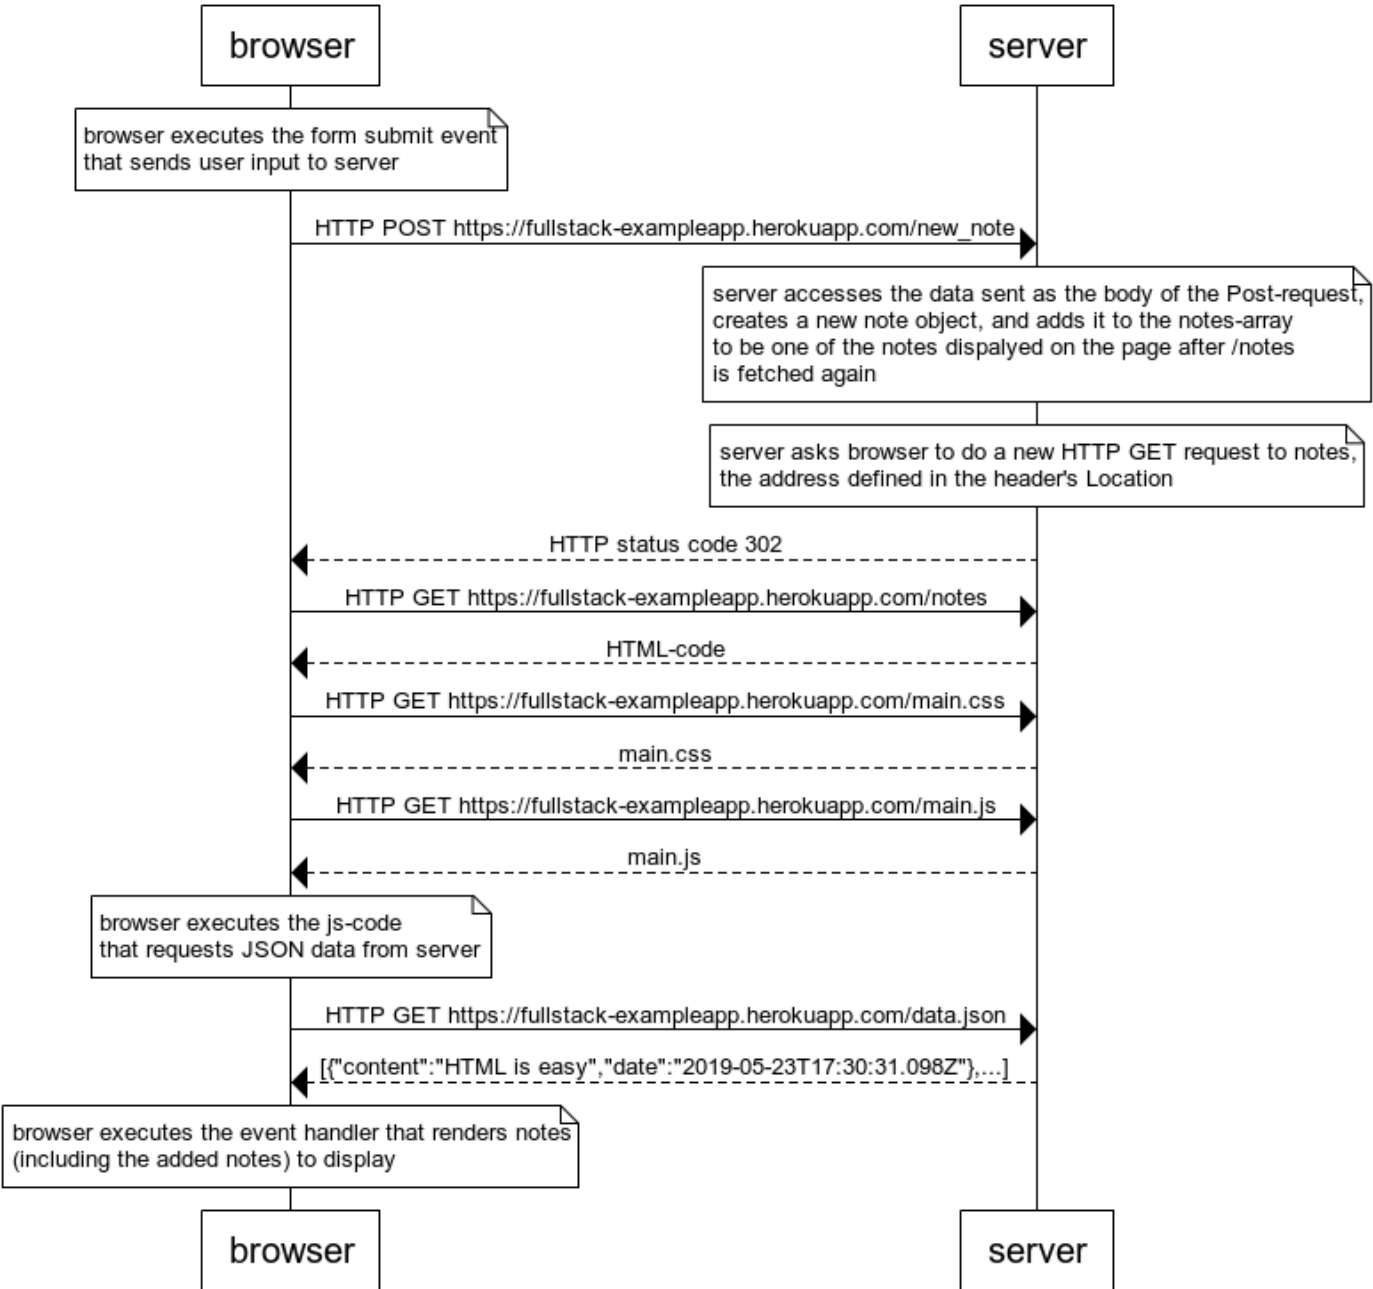 browser
server
browser executes the form submit event
that sends user input to server
HTTP POST https://fullstack-exampleapp.herokuapp.com/new_note
server accesses the data sent as the body of the Post-request,
creates a new note object, and adds it to the notes-array
to be one of the notes dispalyed on the page after /notes
is fetched again
server asks browser to do a new HTTP GET request to notes,
the address defined in the header's Location
HTTP status code 302
HTTP GET https://fullstack-exampleapp.herokuapp.com/notes
HTML-code
HTTP GET https://fullstack-exampleapp.herokuapp.com/main.css
main.css
HTTP GET https://fullstack-exampleapp.herokuapp.com/main.js
main.js
browser executes the js-code
that requests JSON data from server
HTTP GET https://fullstack-exampleapp.herokuapp.com/data.json
[{"content":"HTML is easy","date":"2019-05-23T17:30:31.098Z"},...]
browser executes the event handler that renders notes
(including the added notes) to display
browser
server